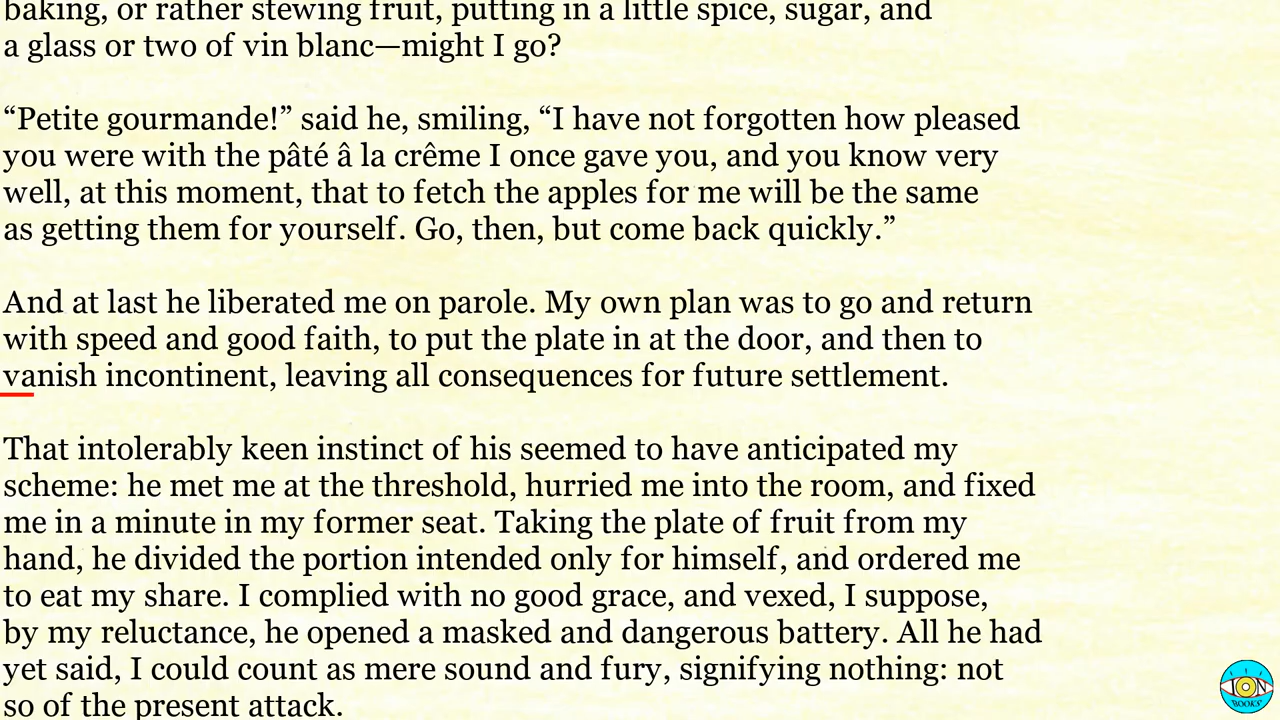 baking, or rather stewing fruit, putting in a little spice, sugar, and
a glass or two of vin blanc—might I go?
“Petite gourmande!” said he, smiling, “I have not forgotten how pleased
you were with the pâté â la crême I once gave you, and you know very
well, at this moment, that to fetch the apples for me will be the same
as getting them for yourself. Go, then, but come back quickly.”
And at last he liberated me on parole. My own plan was to go and return
with speed and good faith, to put the plate in at the door, and then to
vanish incontinent, leaving all consequences for future settlement.
That intolerably keen instinct of his seemed to have anticipated my
scheme: he met me at the threshold, hurried me into the room, and fixed
me in a minute in my former seat. Taking the plate of fruit from my
hand, he divided the portion intended only for himself, and ordered me
to eat my share. I complied with no good grace, and vexed, I suppose,
by my reluctance, he opened a masked and dangerous battery. All he had
yet said, I could count as mere sound and fury, signifying nothing: not
so of the present attack.
ION
BOOKS